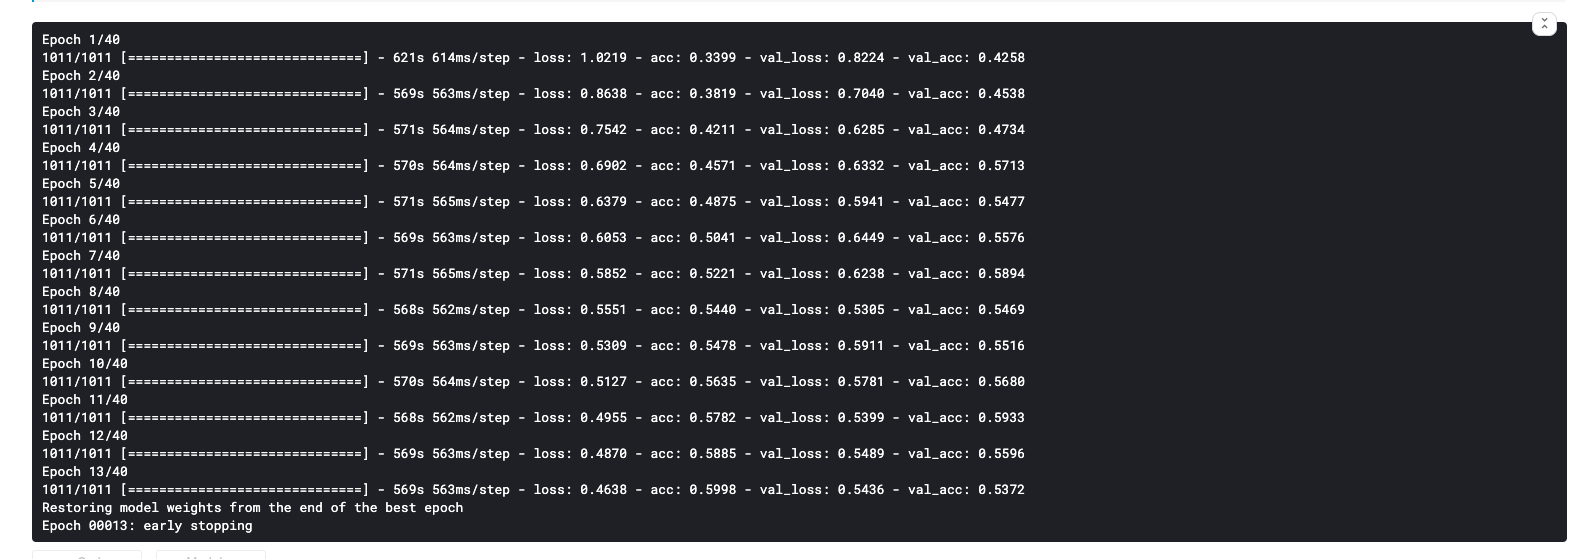 Epoch 1/40
1011/1011 [==============================] - 621s 614ms/step - loss: 1.0219 - acc: 0.3399 - val_loss: 0.8224 - val_acc: 0.4258
Epoch 2/40
1011/1011 [==============================] - 569s 563ms/step - loss: 0.8638 - acc: 0.3819 - val_loss: 0.7040 - val_acc: 0.4538
Epoch 3/40
1011/1011 [==============================] - 571s 564ms/step - loss: 0.7542 - acc: 0.4211 - val_loss: 0.6285 - val_acc: 0.4734
Epoch 4/40
1011/1011 [==============================] - 570s 564ms/step - loss: 0.6902 - acc: 0.4571 - val_loss: 0.6332 - val_acc: 0.5713
Epoch 5/40
1011/1011 [==============================] - 571s 565ms/step - loss: 0.6379 - acc: 0.4875 - val_loss: 0.5941 - val_acc: 0.5477
Epoch 6/40
1011/1011 [==============================] - 569s 563ms/step - loss: 0.6053 - acc: 0.5041 - val_loss: 0.6449 - val_acc: 0.5576
Epoch 7/40
1011/1011 [==============================] - 571s 565ms/step - loss: 0.5852 - acc: 0.5221 - val_loss: 0.6238 - val_acc: 0.5894
Epoch 8/40
1011/1011 [==============================] - 568s 562ms/step - loss: 0.5551 - acc: 0.5440 - val_loss: 0.5305 - val_acc: 0.5469
Epoch 9/40
1011/1011 [==============================] - 569s 563ms/step - loss: 0.5309 - acc: 0.5478 - val_loss: 0.5911 - val_acc: 0.5516
Epoch 10/40
1011/1011 [==============================] - 570s 564ms/step - loss: 0.5127 - acc: 0.5635 - val_loss: 0.5781 - val_acc: 0.5680
Epoch 11/40
1011/1011 [==============================] - 568s 562ms/step - loss: 0.4955 - acc: 0.5782 - val_loss: 0.5399 - val_acc: 0.5933
Epoch 12/40
1011/1011 [==============================] - 569s 563ms/step - loss: 0.4870 - acc: 0.5885 - val_loss: 0.5489 - val_acc: 0.5596
Epoch 13/40
1011/1011 [==============================] - 569s 563ms/step - loss: 0.4638 - acc: 0.5998 - val_loss: 0.5436 - val_acc: 0.5372
Restoring model weights from the end of the best epoch
Epoch 00013: early stopping